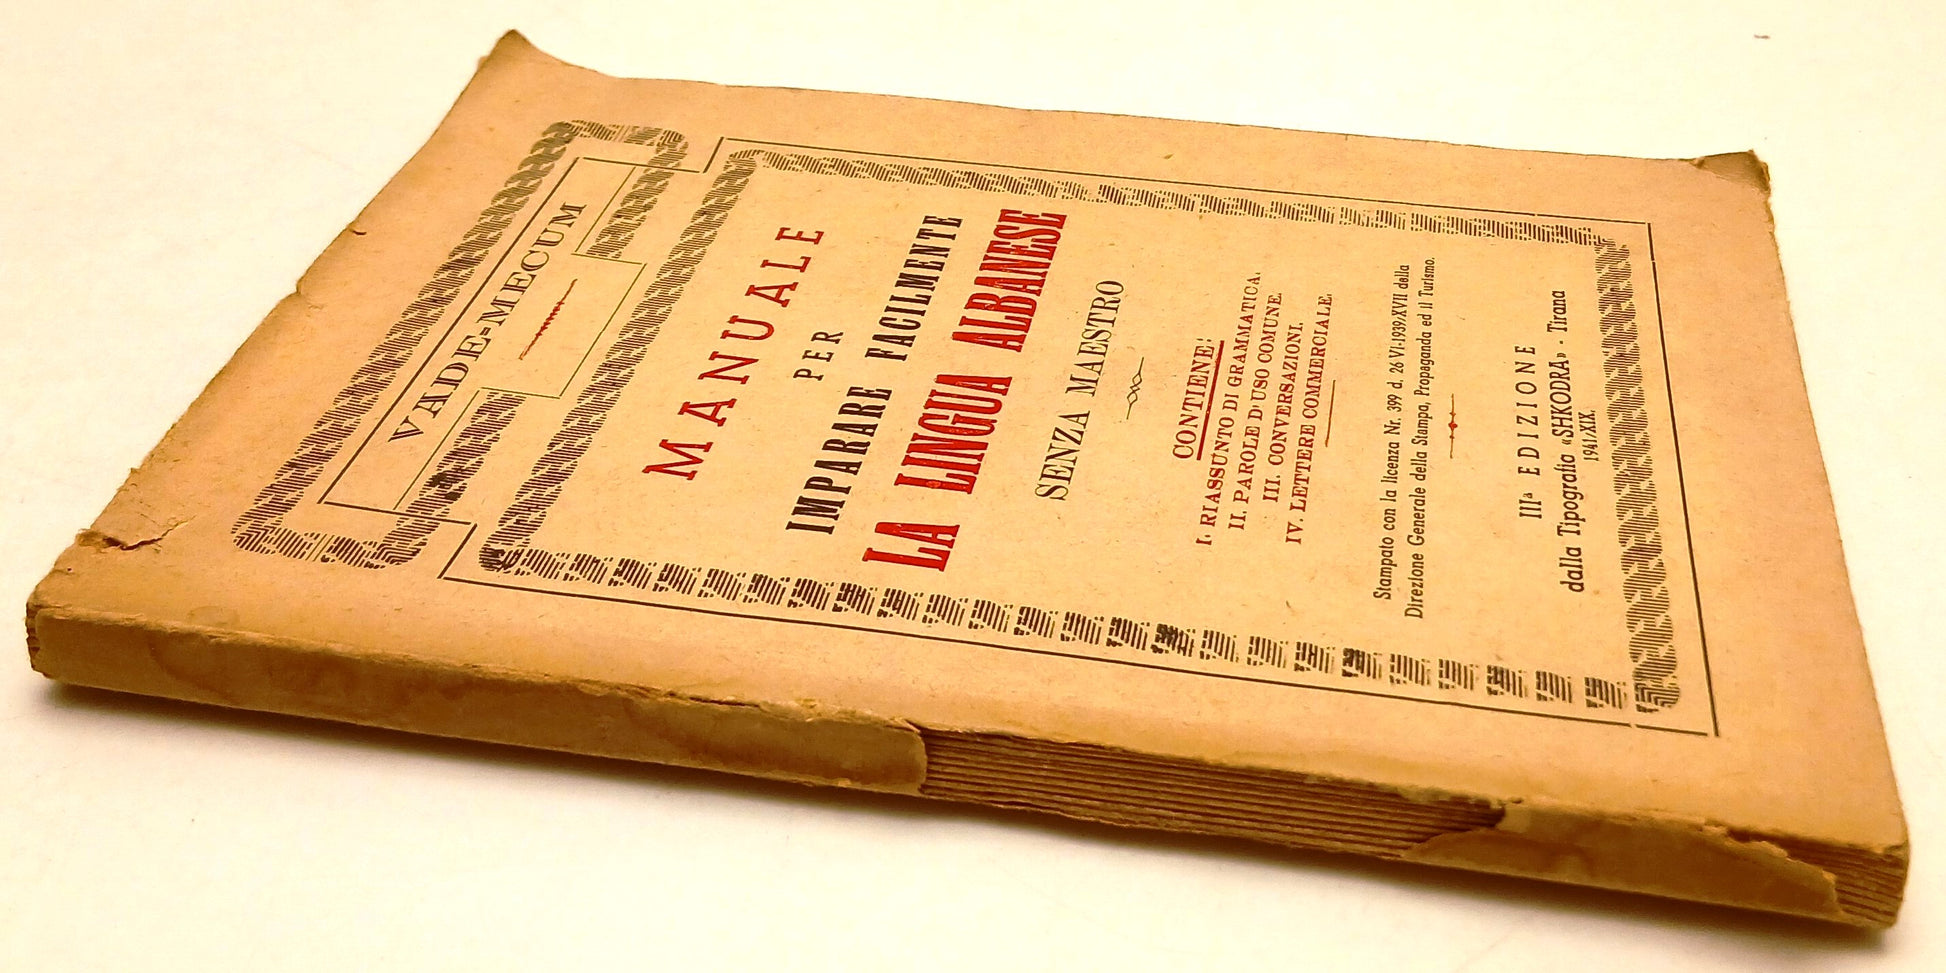 VADE-MECUM
MANUALE
PER
IMPARARE FACILMENTE
LA LINGUA ALBANESE
SENZA MAESTRO
CONTIENE:
I. RIASSUNTO DI GRAMMATICA.
II. PAROLE D'USO COMUNE.
III. CONVERSAZIONI.
IV. LETTERE COMMERCIALE.
Stampato con la licenza Nr. 399 d. 26 VI-1939/XVII della
Direzione Generale della Stampa, Propaganda ed il Turismo.
IIIª EDIZIONE
dalla Tipografia «SHKODRA» - Tirana
1941/XIX.